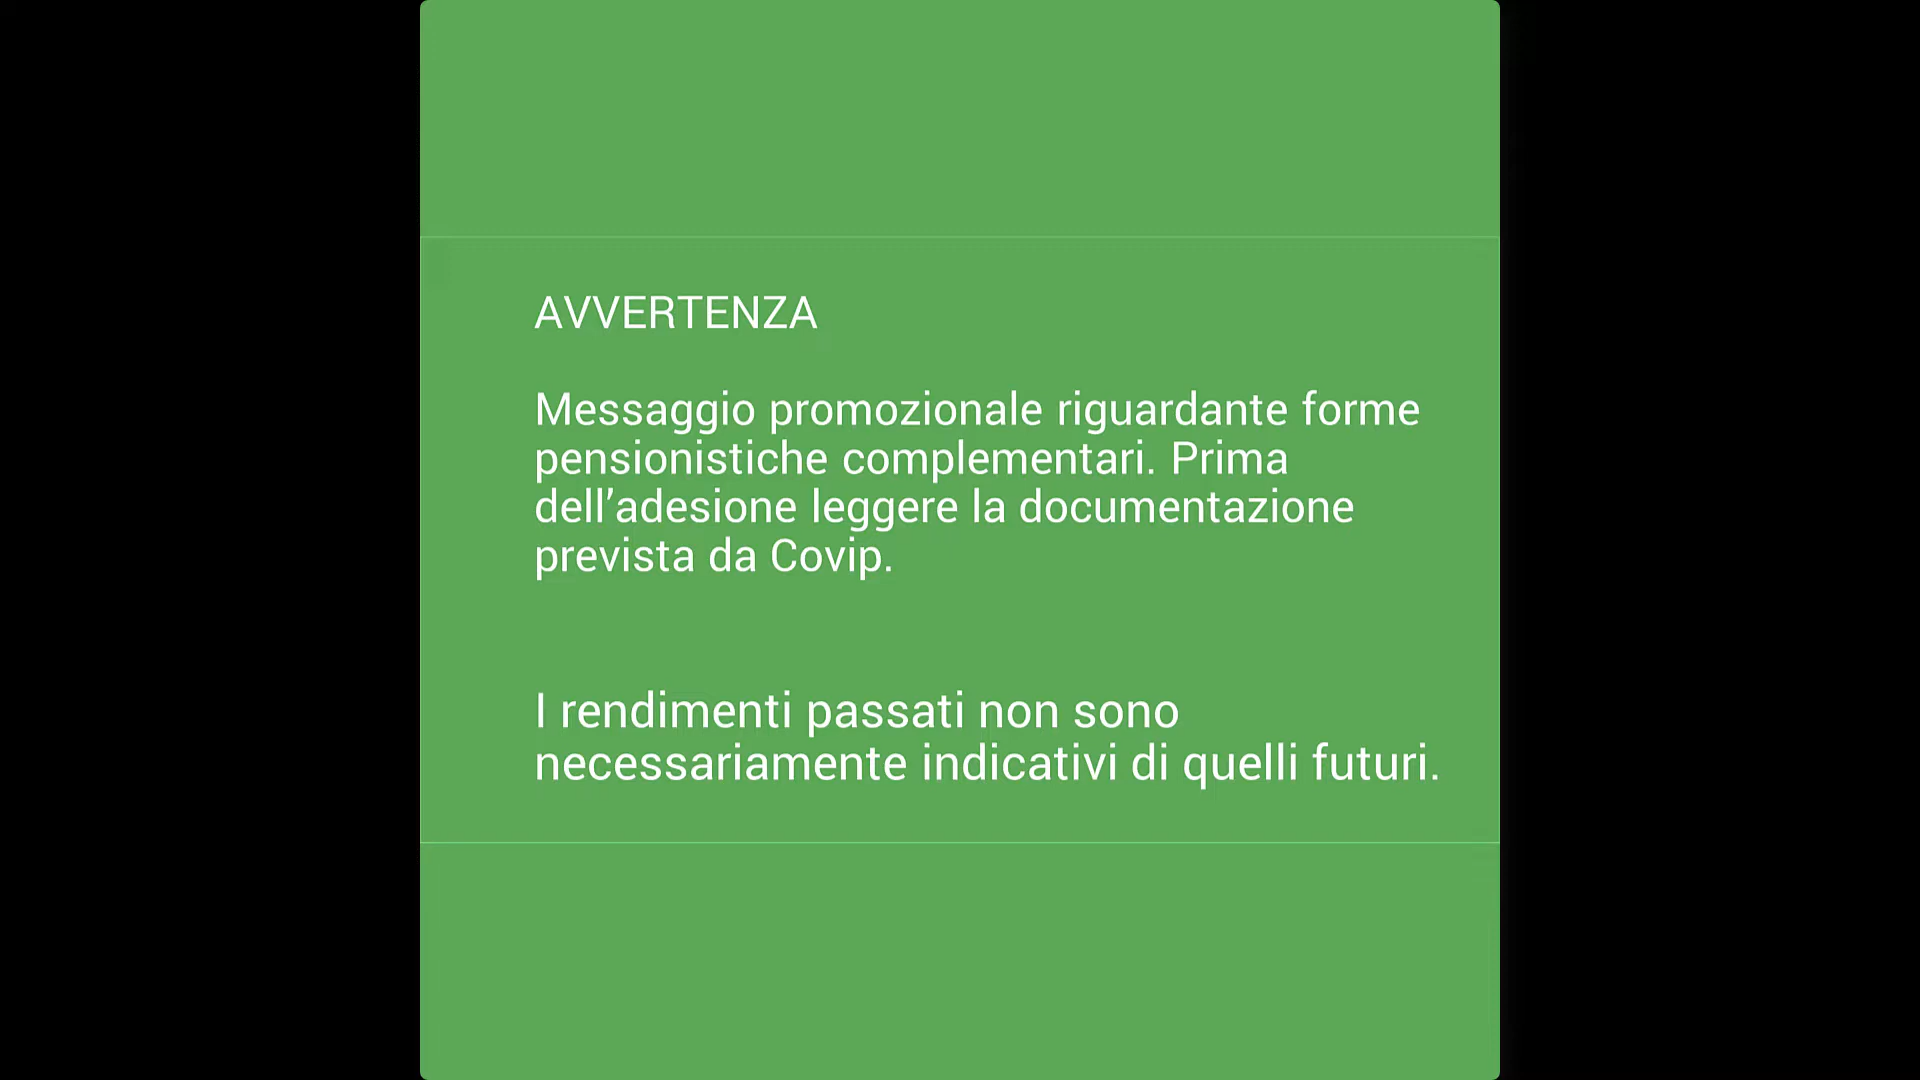 AVVERTENZA
Messaggio promozionale riguardante forme
pensionistiche complementari. Prima
dell’adesione leggere la documentazione
prevista da Covip.
I rendimenti passati non sono
necessariamente indicativi di quelli futuri.